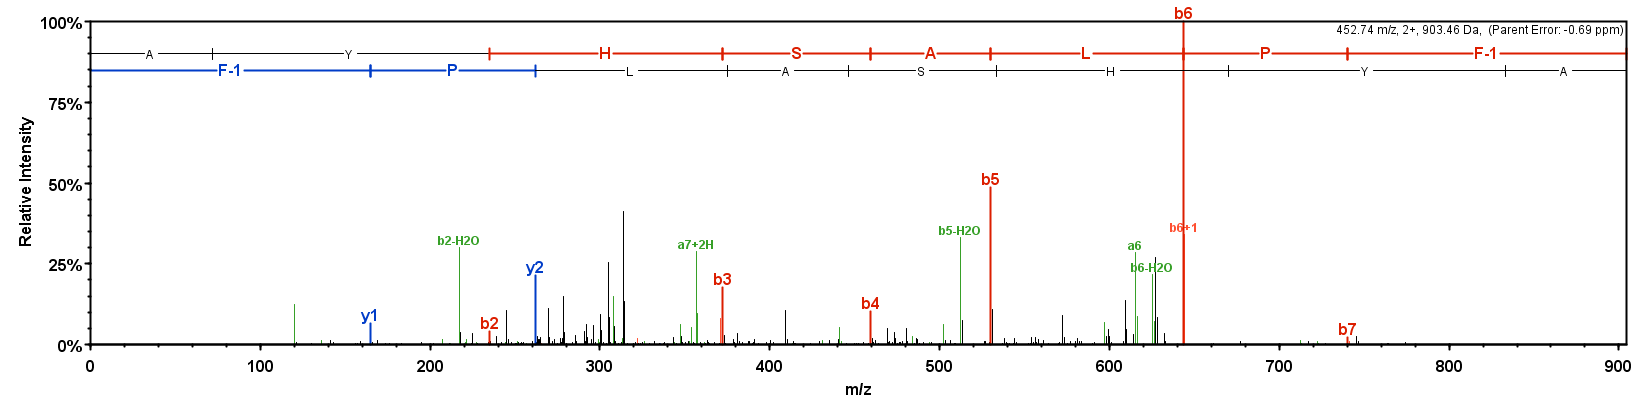 b6
100%
452.74 m/z, 2+, 903.46 Da, (Parent Error: -0.69 ppm)
A Y H S A L P F-1
F-1 P L A S H Y A
75%
50%
25%
0%
Relative Intensity
b2-H2O
a7+2H
b5-H2O
b5
b6+1
a6
b6-H2O
y2
b3
y1
b2
b4
b7
0 100 200 300 400 500 600 700 800 900
m/z